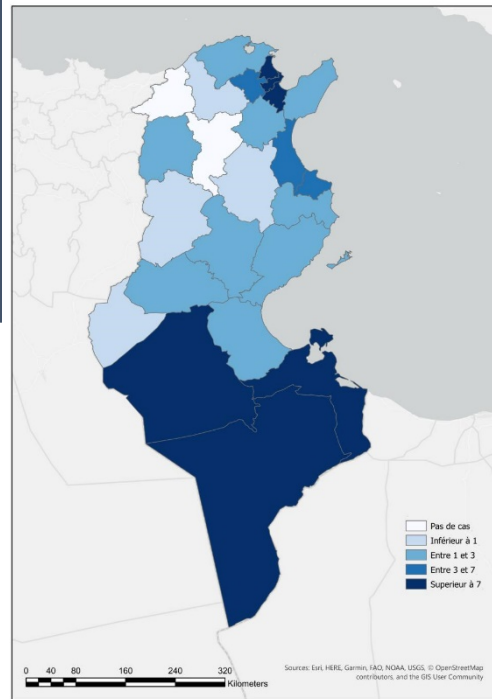 Pas de cas
Inférieur à 1
Entre 1 et 3
Entre 3 et 7
Superieur à 7
0 40 80 160 240 320
Kilometers
Sources: Esri, HERE, Garmin, FAO, NOAA, USGS, © OpenStreetMap
contributors, and the GIS User Community